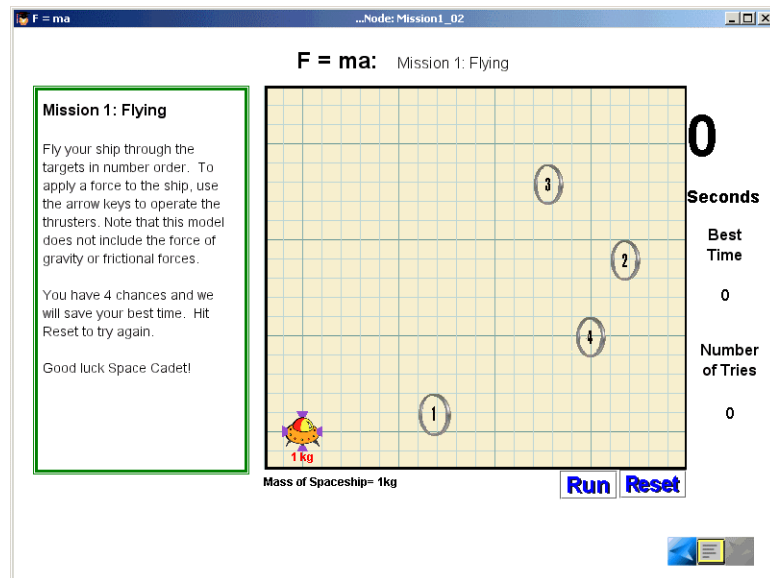 F = ma
...Node: Mission1_02
F = ma: Mission 1: Flying
Mission 1: Flying
Fly your ship through the
targets in number order. To
apply a force to the ship, use
the arrow keys to operate the
thrusters. Note that this model
does not include the force of
gravity or frictional forces.
You have 4 chances and we
will save your best time. Hit
Reset to try again.
Good luck Space Cadet!
3
2
4
1
1 kg
Mass of Spaceship= 1kg
Run
Reset
0
Seconds
Best
Time
0
Number
of Tries
0